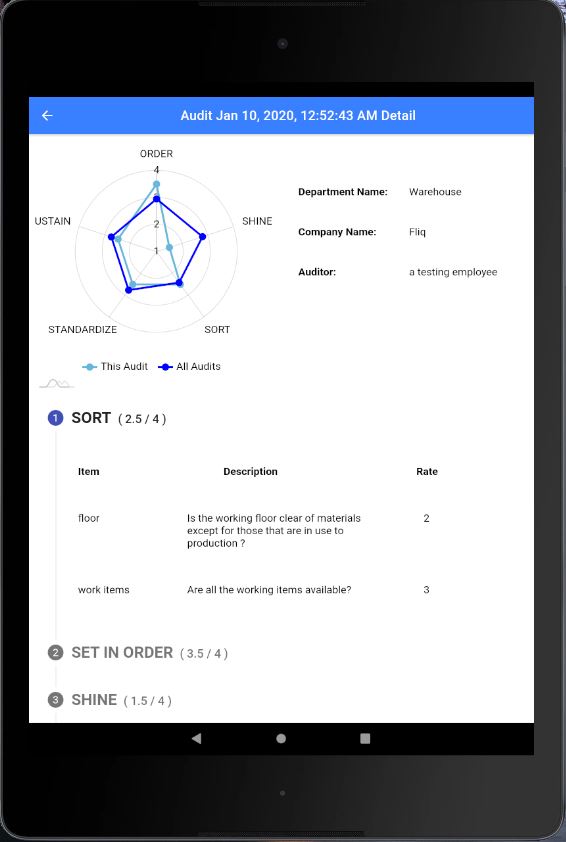 Audit Jan 10, 2020, 12:52:43 AM Detail
ORDER
4
2
1
USTAIN
SHINE
STANDARDIZE
SORT
This Audit
All Audits
Department Name: Warehouse
Company Name: Fliq
Auditor: a testing employee
1 SORT ( 2.5 / 4 )
Item Description Rate
floor Is the working floor clear of materials 2
except for those that are in use to
production ?
work items Are all the working items available? 3
2 SET IN ORDER ( 3.5 / 4 )
3 SHINE ( 1.5 / 4 )